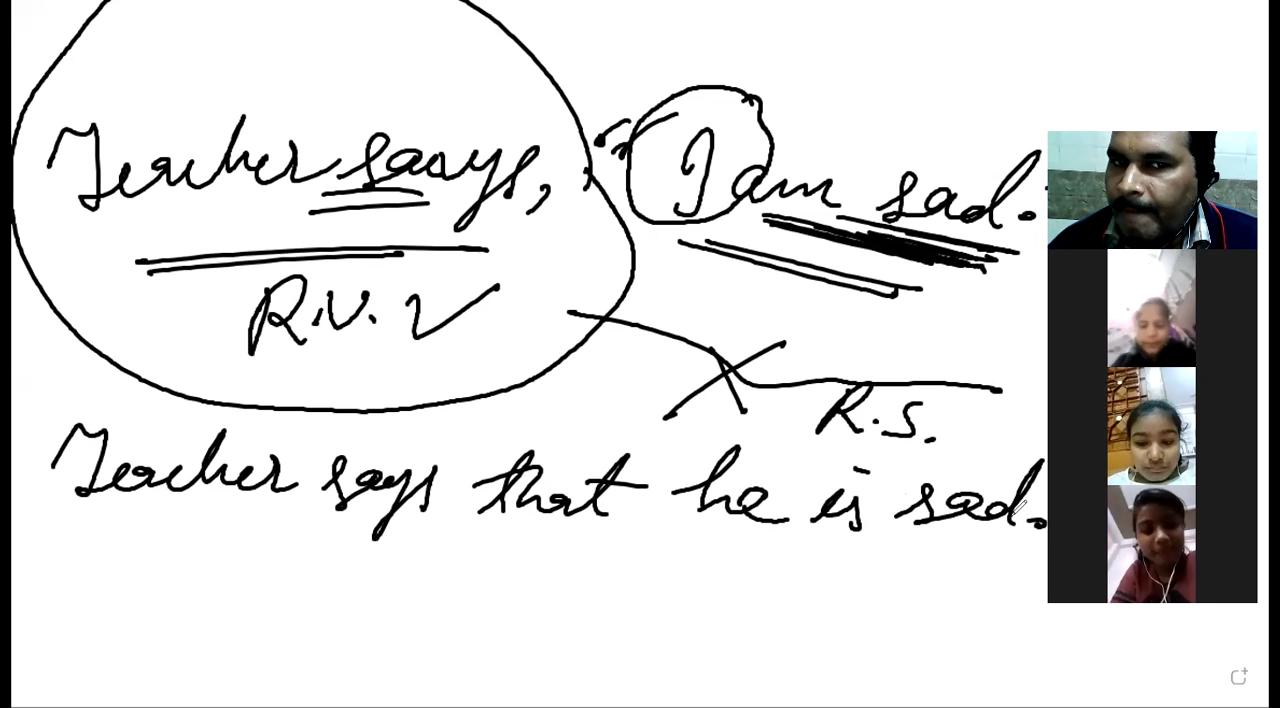 Teacher says, "I am sad.
R.V. V
R.S.
Teacher says that he is sad.